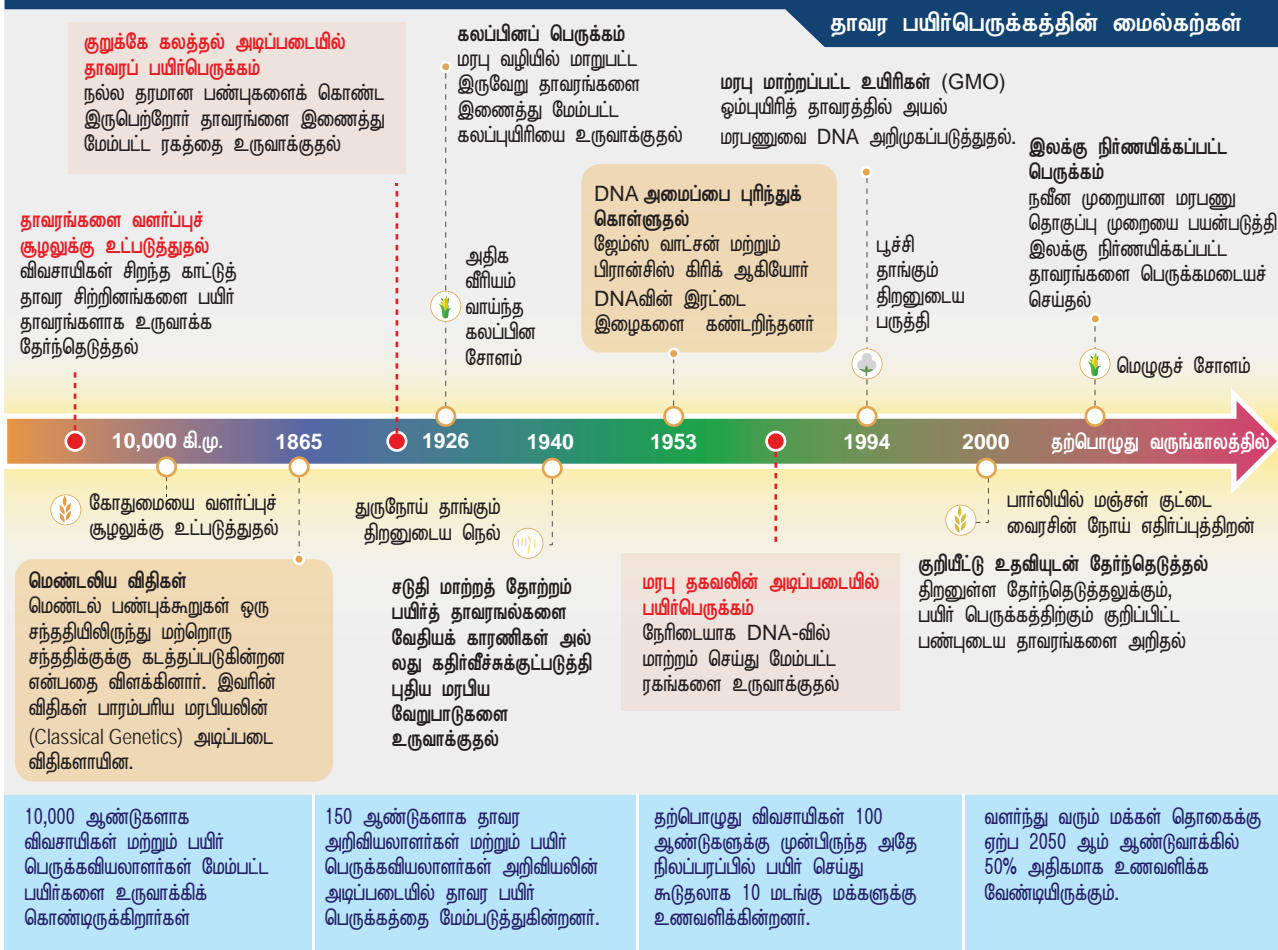 தாவர பயிர்பெருக்கத்தின் மைல்கற்கள்
குறுக்கே கலத்தல் அடிப்படையில்
தாவரப் பயிர்பெருக்கம்
நல்ல தரமான பண்புகளைக் கொண்ட
இருபெற்றோர் தாவரங்ளை இணைத்து
மேம்பட்ட ரகத்தை உருவாக்குதல்
தாவரங்களை வளர்ப்புச்
சூழலுக்கு உட்படுத்துதல்
விவசாயிகள் சிறந்த காட்டுத்
தாவர சிற்றினங்களை பயிர்
தாவரங்களாக உருவாக்க
தேர்ந்தெடுத்தல்
கலப்பினப் பெருக்கம்
மரபு வழியில் மாறுபட்ட
இருவேறு தாவரங்களை
இணைத்து மேம்பட்ட
கலப்புயிரியை உருவாக்குதல்
அதிக
வீரியம்
வாய்ந்த
கலப்பின
சோளம்
DNA அமைப்பை புரிந்துக்
கொள்ளுதல்
ஜேம்ஸ் வாட்சன் மற்றும்
பிரான்சிஸ் கிரிக் ஆகியோர்
DNAவின் இரட்டை
இழைகளை கண்டறிந்தனர்
மரபு மாற்றப்பட்ட உயிரிகள் (GMO)
ஒம்புயிரித் தாவரத்தில் அயல்
மரபணுவை DNA அறிமுகப்படுத்துதல்.
பூச்சி
தாங்கும்
திறனுடைய
பருத்தி
இலக்கு நிர்ணயிக்கப்பட்ட
பெருக்கம்
நவீன முறையான மரபணு
தொகுப்பு முறையை பயன்படுத்தி
இலக்கு நிர்ணயிக்கப்பட்ட
தாவரங்களை பெருக்கமடையச்
செய்தல்
மெழுகுச் சோளம்
10,000 கி.மு. 1865 1926 1940 1953 1994 2000 தற்பொழுது வருங்காலத்தில்
கோதுமையை வளர்ப்புச்
சூழலுக்கு உட்படுத்துதல்
மெண்டலிய விதிகள்
மெண்டல் பண்புக்கூறுகள் ஒரு
சந்ததியிலிருந்து மற்றொரு
சந்ததிக்குக்கு கடத்தப்படுகின்றன
என்பதை விளக்கினார். இவரின்
விதிகள் பாரம்பரிய மரபியலின்
(Classical Genetics) அடிப்படை
விதிகளாயின.
துருநோய் தாங்கும்
திறனுடைய நெல்
சடுதி மாற்றத் தோற்றம்
பயிர்த் தாவரஙல்களை
வேதியக் காரணிகள் அல்
லது கதிர்வீச்சுக்குட்படுத்தி
புதிய மரபிய
வேறுபாடுகளை
உருவாக்குதல்
மரபு தகவலின் அடிப்படையில்
பயிர்பெருக்கம்
நேரிடையாக DNA-வில்
மாற்றம் செய்து மேம்பட்ட
ரகங்களை உருவாக்குதல்
பார்லியில் மஞ்சள் குட்டை
வைரசின் நோய் எதிர்ப்புத்திறன்
குறியீட்டு உதவியுடன் தேர்ந்தெடுத்தல்
திறனுள்ள தேர்ந்தெடுத்தலுக்கும்,
பயிர் பெருக்கத்திற்கும் குறிப்பிட்ட
பண்புடைய தாவரங்களை அறிதல்
10,000 ஆண்டுகளாக
விவசாயிகள் மற்றும் பயிர்
பெருக்கவியலாளர்கள் மேம்பட்ட
பயிர்களை உருவாக்கிக்
கொண்டிருக்கிறார்கள்
150 ஆண்டுகளாக தாவர
அறிவியலாளர்கள் மற்றும் பயிர்
பெருக்கவியலாளர்கள் அறிவியலின்
அடிப்படையில் தாவர பயிர்
பெருக்கத்தை மேம்படுத்துகின்றனர்.
தற்பொழுது விவசாயிகள் 100
ஆண்டுகளுக்கு முன்பிருந்த அதே
நிலப்பரப்பில் பயிர் செய்து
கூடுதலாக 10 மடங்கு மக்களுக்கு
உணவளிக்கின்றனர்.
வளர்ந்து வரும் மக்கள் தொகைக்கு
ஏற்ப 2050 ஆம் ஆண்டுவாக்கில்
50% அதிகமாக உணவளிக்க
வேண்டியிருக்கும்.